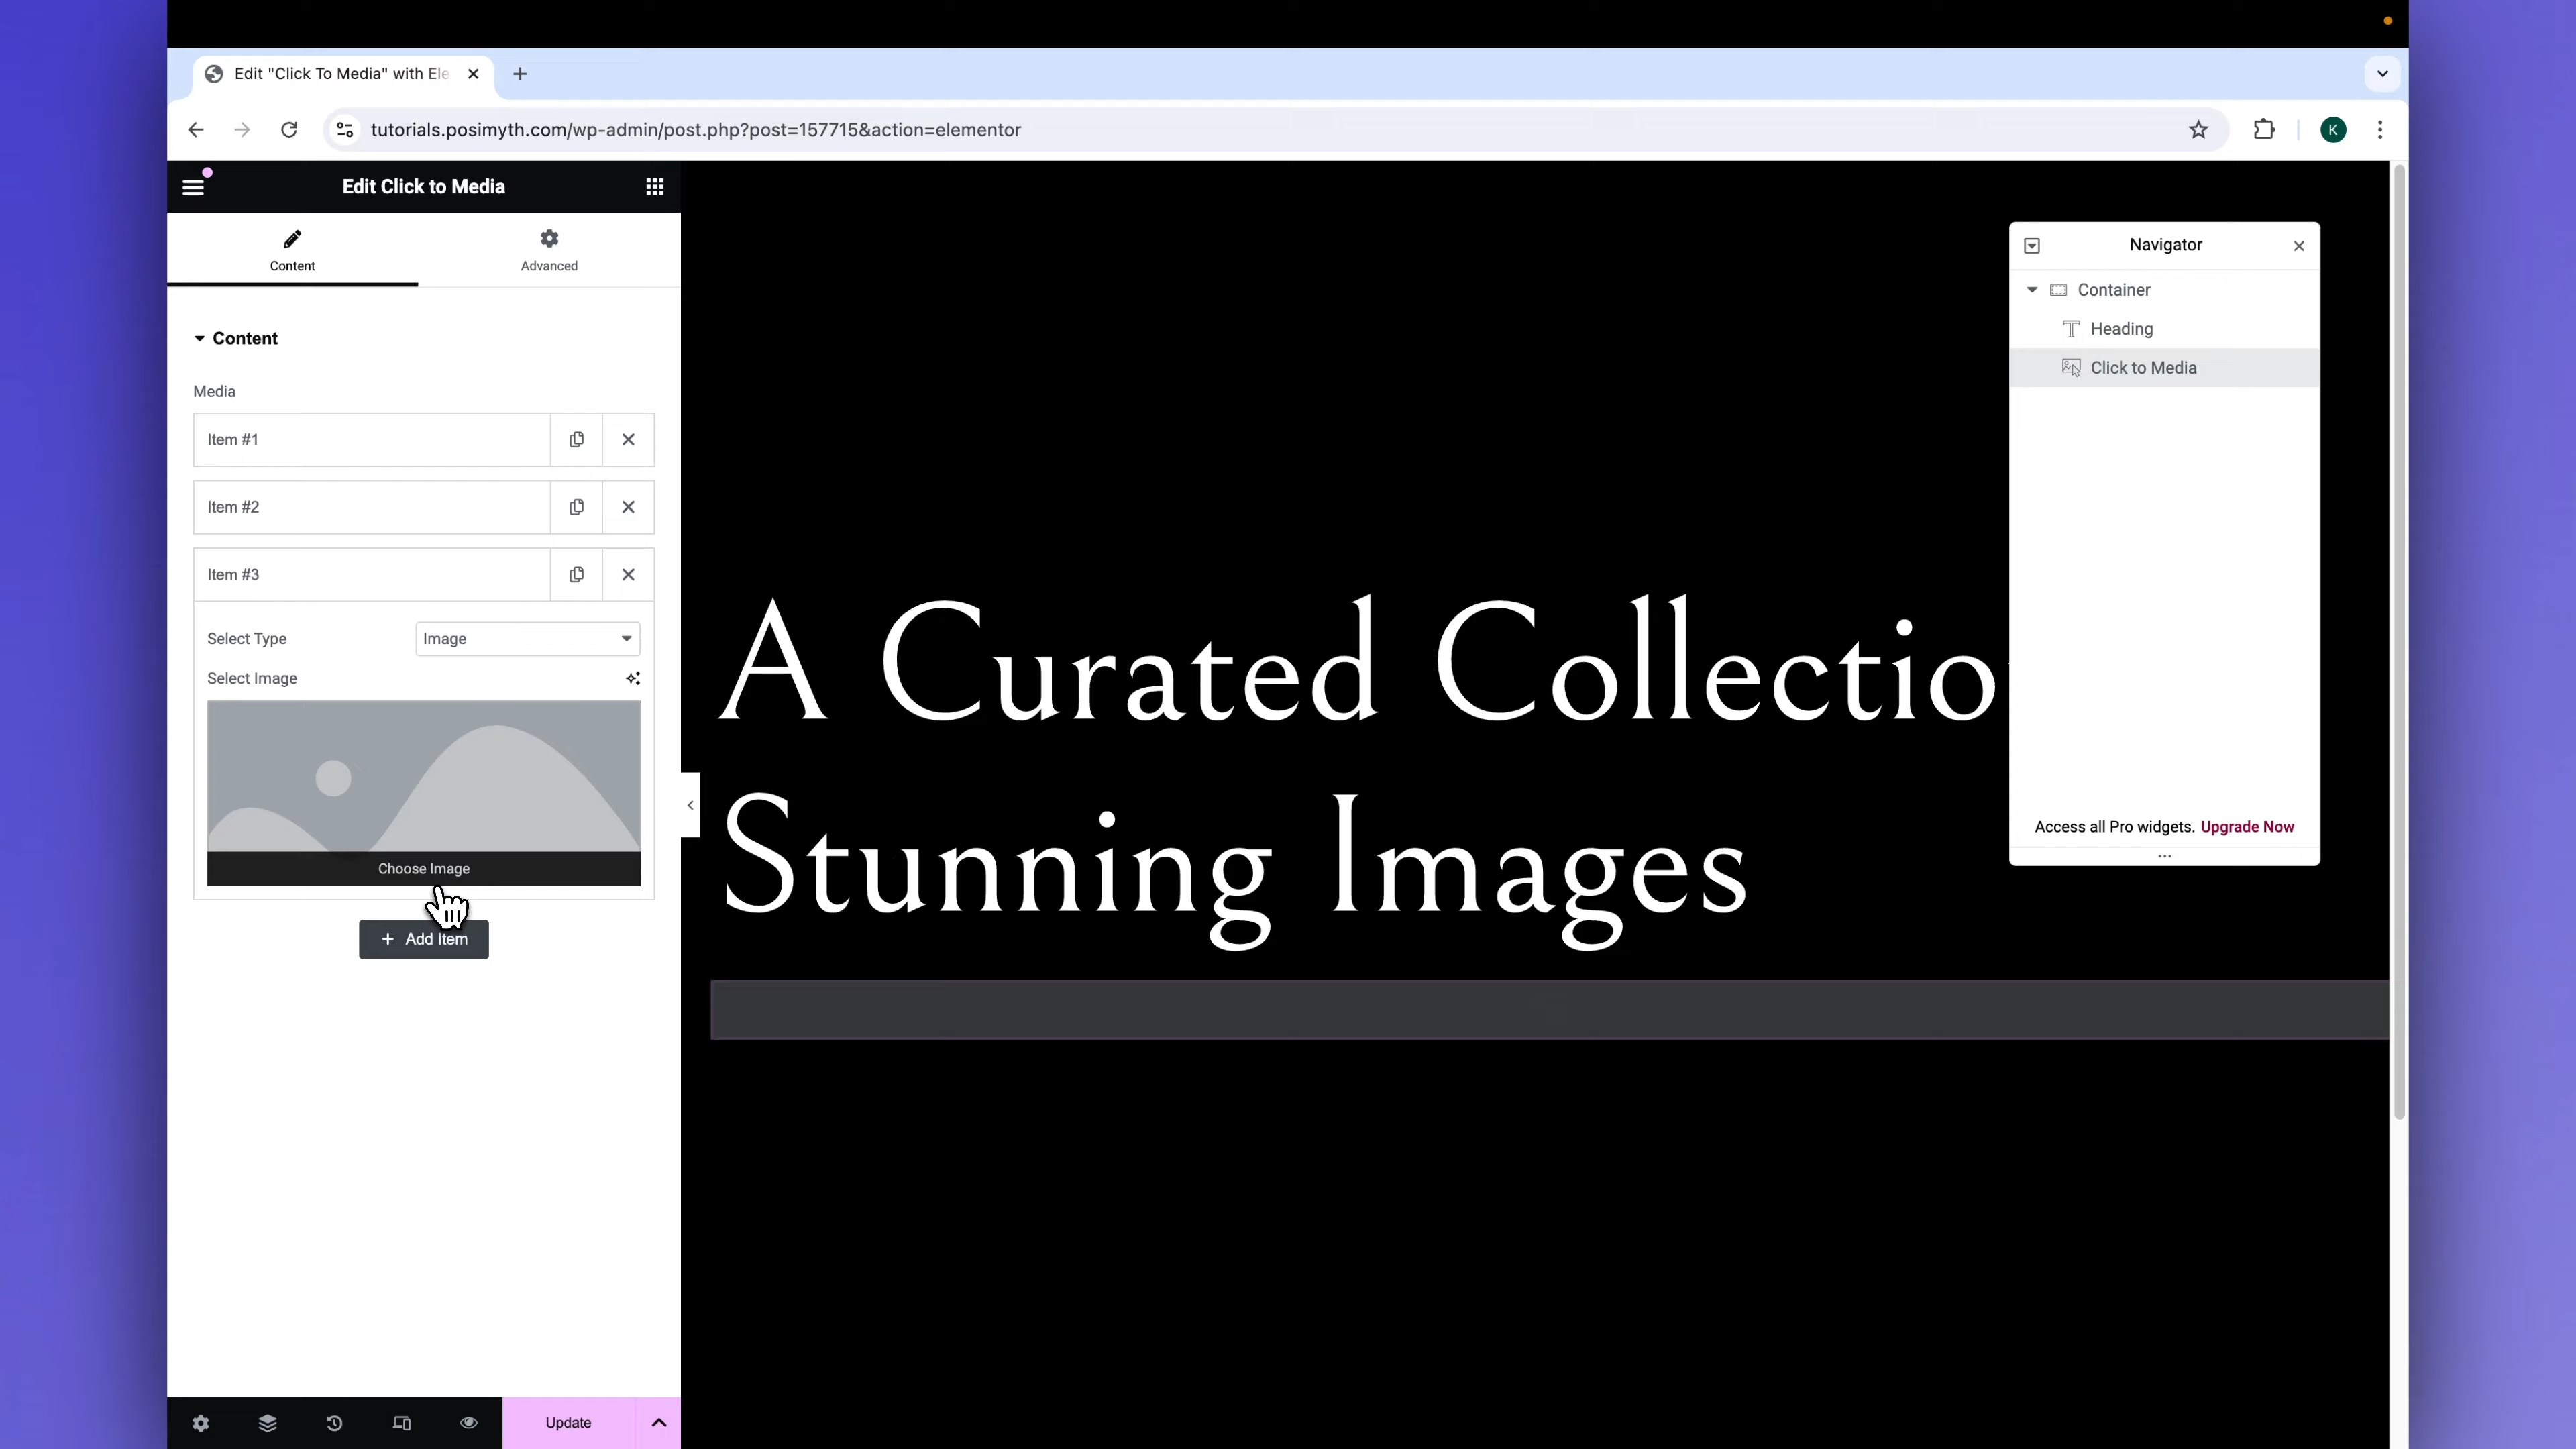 Edit "Click To Media" with Ele
tutorials.posimyth.com/wp-admin/post.php?post=157715&action=elementor
K
Edit Click to Media
Content
Advanced
Content
Media
Item #1
Item #2
Item #3
Select Type
Image
Select Image
Choose Image
+ Add Item
Update
A Curated Collectio
Stunning Images
Navigator
Container
Heading
Click to Media
Access all Pro widgets. Upgrade Now